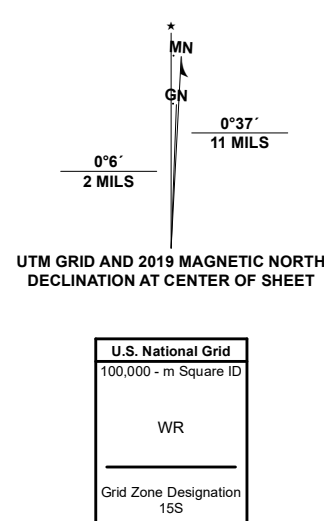 MN
GN
0°37´
11 MILS
0°6´
2 MILS
UTM GRID AND 2019 MAGNETIC NORTH
DECLINATION AT CENTER OF SHEET
U.S. National Grid
100,000 - m Square ID
WR
Grid Zone Designation
15S